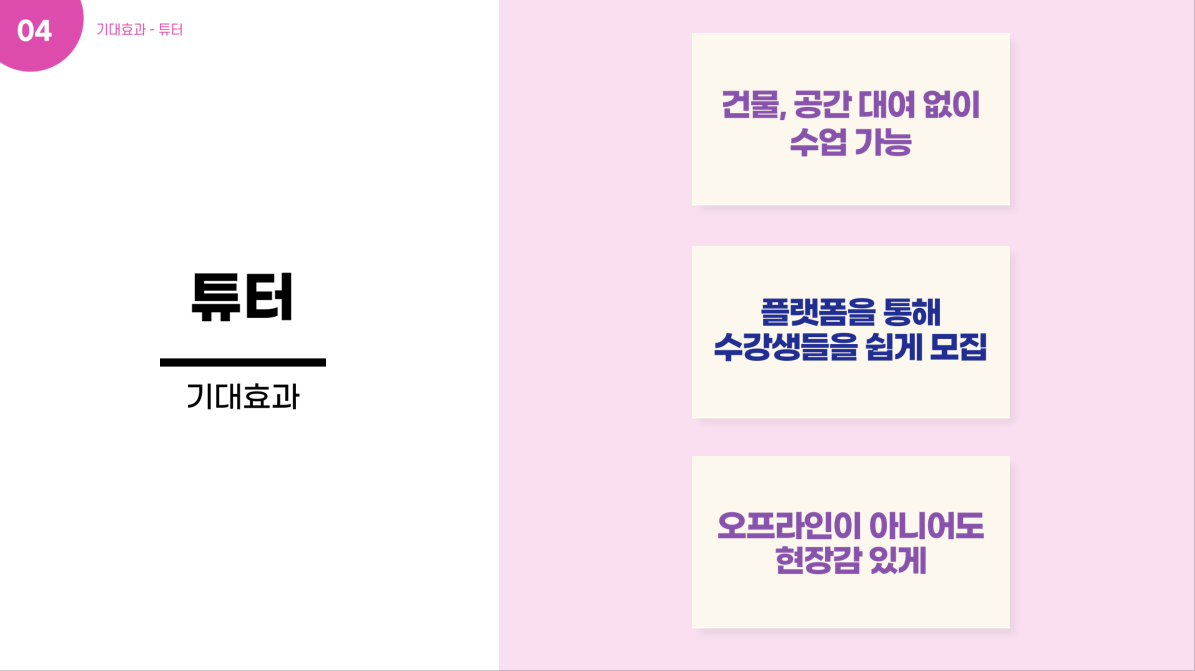 04
기대효과 - 튜터
튜터
기대효과
건물, 공간 대여 없이
수업 가능
플랫폼을 통해
수강생들을 쉽게 모집
오프라인이 아니어도
현장감 있게